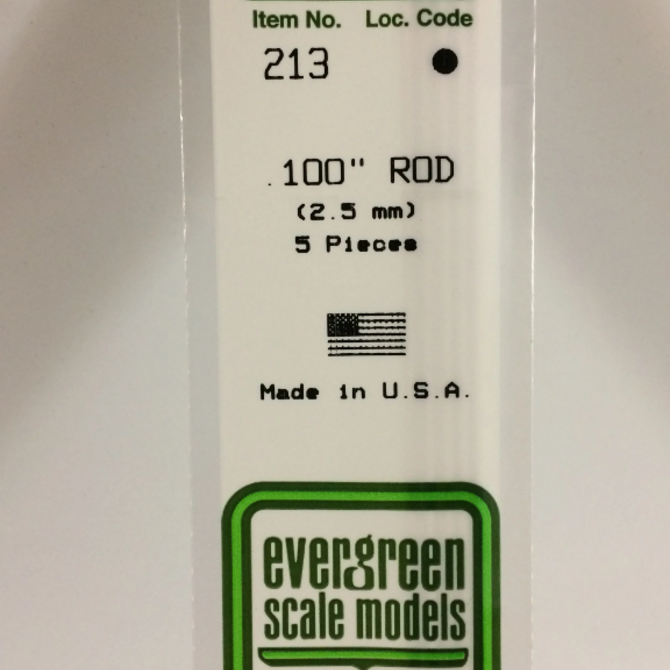 Item No. Loc. Code
213 ●
.100" ROD
(2.5 mm)
5 Pieces
Made in U.S.A.
evergreen
scale models